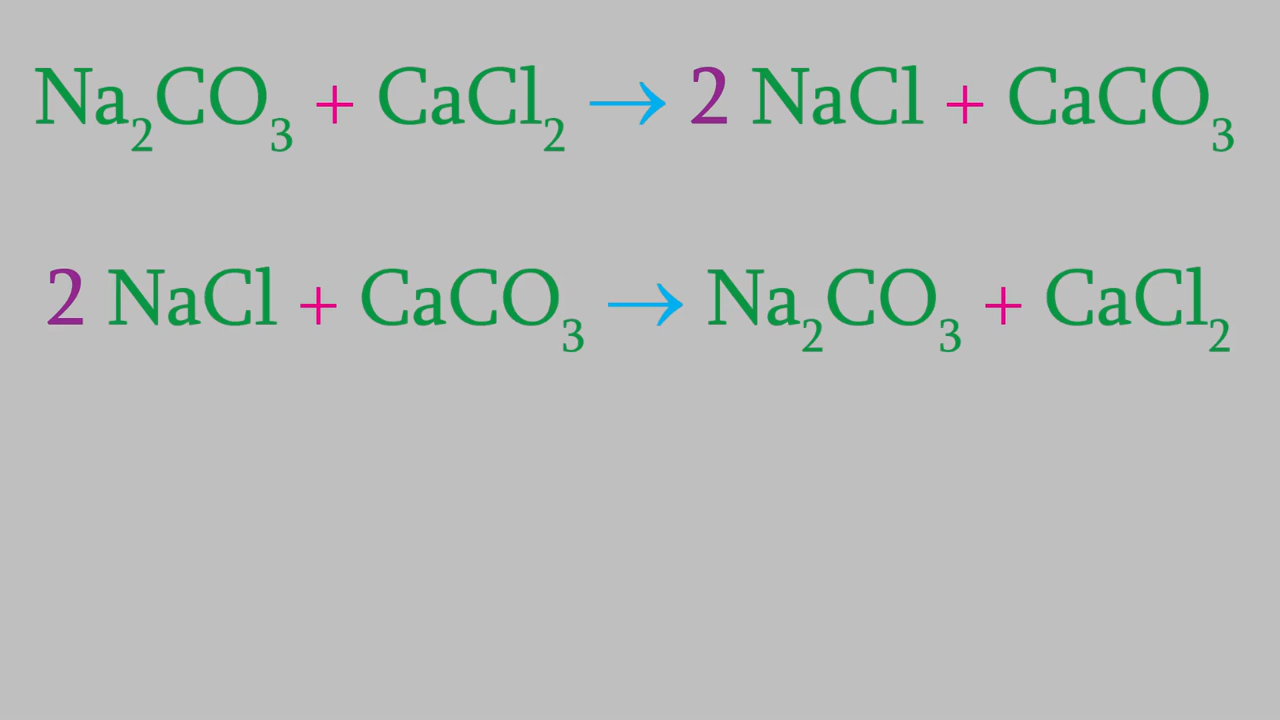 Na₂CO₃ + CaCl₂ → 2 NaCl + CaCO₃
2 NaCl + CaCO₃ → Na₂CO₃ + CaCl₂